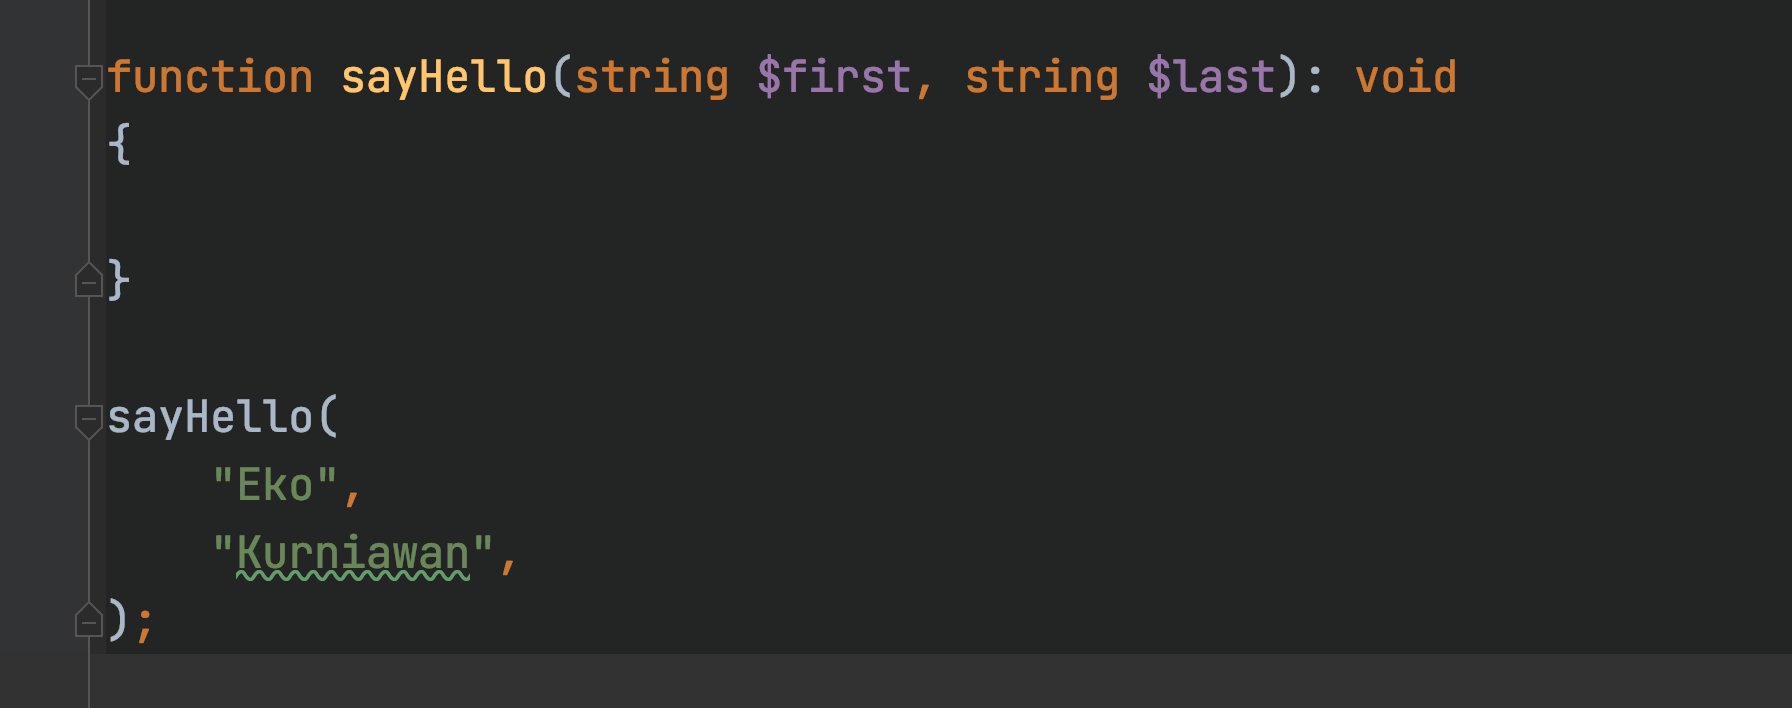 function sayHello(string $first, string $last): void
{
}
sayHello(
    "Eko",
    "Kurniawan",
);